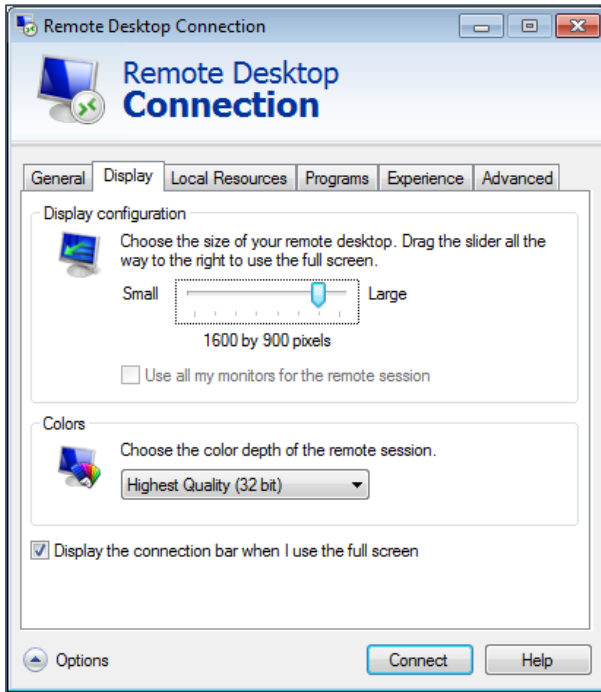 Remote Desktop Connection
Remote Desktop
Connection
General Display Local Resources Programs Experience Advanced
Display configuration
Choose the size of your remote desktop. Drag the slider all the
way to the right to use the full screen.
Small Large
1600 by 900 pixels
Use all my monitors for the remote session
Colors
Choose the color depth of the remote session.
Highest Quality (32 bit)
Display the connection bar when I use the full screen
Options Connect Help